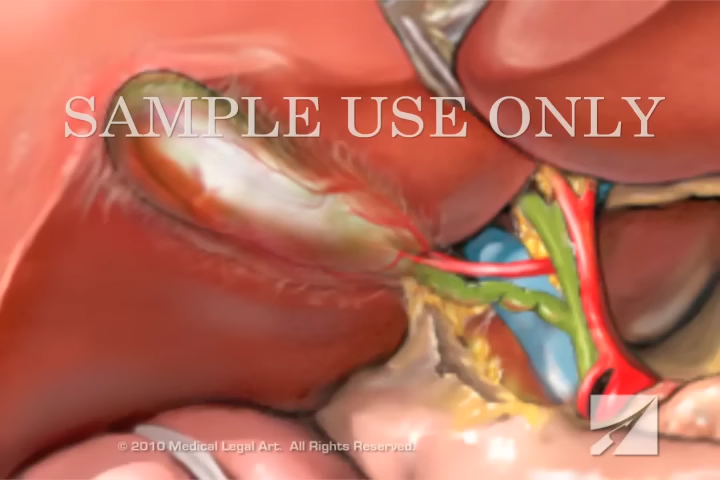 SAMPLE USE ONLY
© 2010 Medical Legal Art. All Rights Reserved.